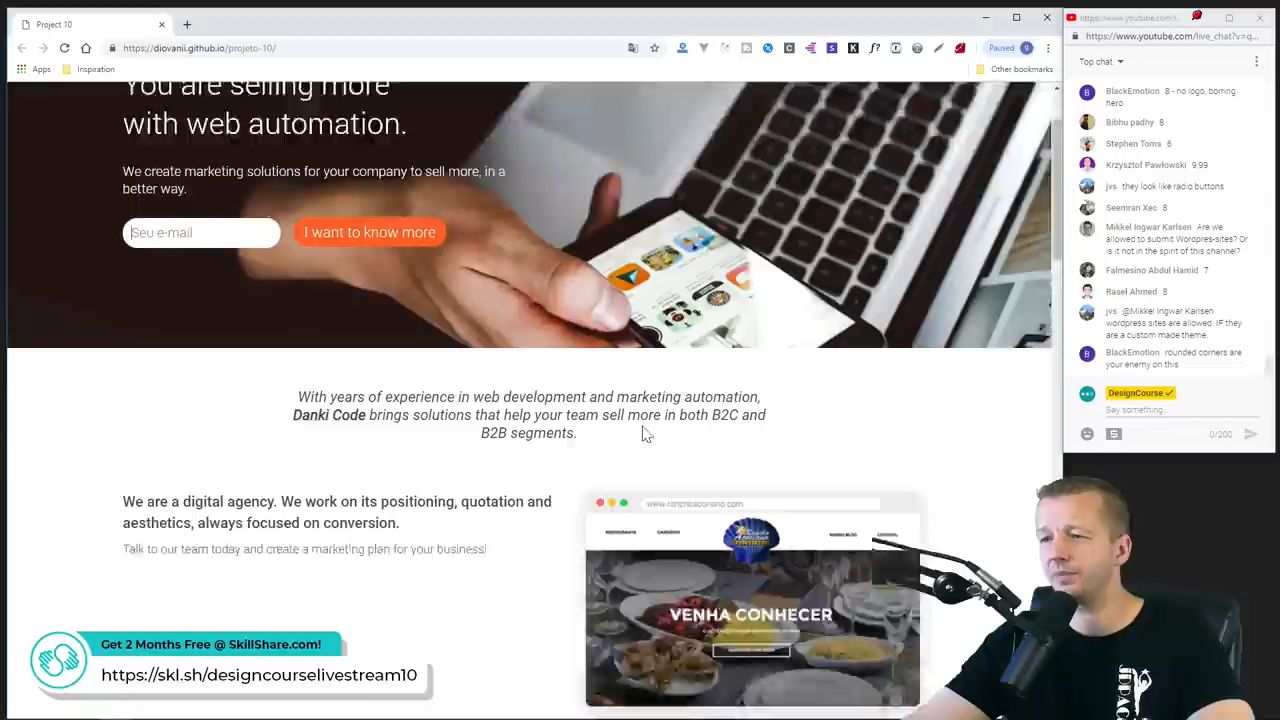 Project 10
https://diovanii.github.io/projeto-10/
Paused
Apps
Inspiration
Other bookmarks
You are selling more
with web automation.
We create marketing solutions for your company to sell more, in a
better way.
Seu e-mail
I want to know more
With years of experience in web development and marketing automation,
Danki Code brings solutions that help your team sell more in both B2C and
B2B segments.
We are a digital agency. We work on its positioning, quotation and
aesthetics, always focused on conversion.
Talk to our team today and create a marketing plan for your business!
VENHA CONHECER
Get 2 Months Free @ SkillShare.com!
https://skl.sh/designcourselivestream10
https://www.youtube.com/l...
https://www.youtube.com/live_chat?v=q...
Top chat
BlackEmotion 8 - no logo, borring
hero
Bibhu padhy 8
Stephen Toms 6
Krzysztof Pawłowski 9.99
jvs they look like radio buttons
Seemran Xec 8
Mikkel Ingwar Karlsen Are we
allowed to submit Wordpres-sites? Or
is it not in the spirit of this channel?
Falmesino Abdul Hamid 7
Rasel Ahmed 8
jvs @Mikkel Ingwar Karlsen
wordpress sites are allowed IF they
are a custom made theme.
BlackEmotion rounded corners are
your enemy on this
DesignCourse
Say something...
0/200